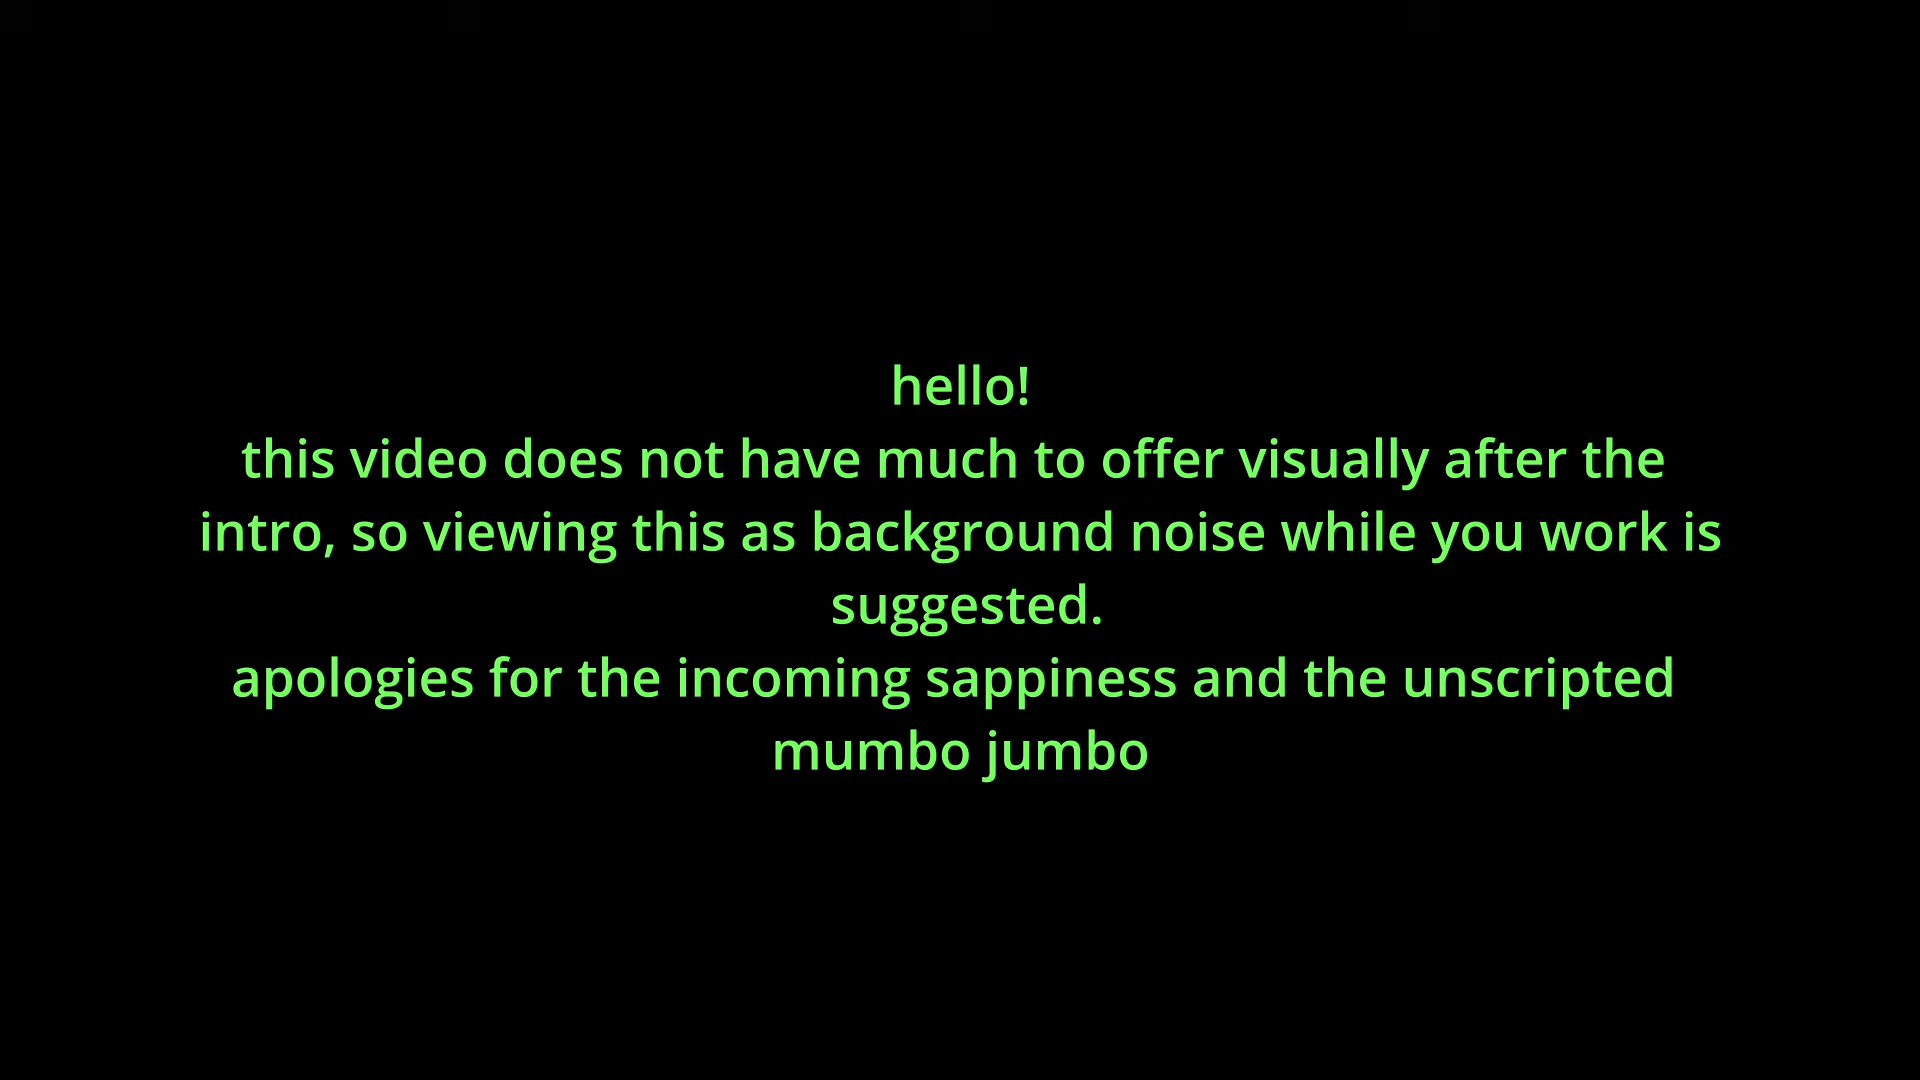 hello!
this video does not have much to offer visually after the
intro, so viewing this as background noise while you work is
suggested.
apologies for the incoming sappiness and the unscripted
mumbo jumbo